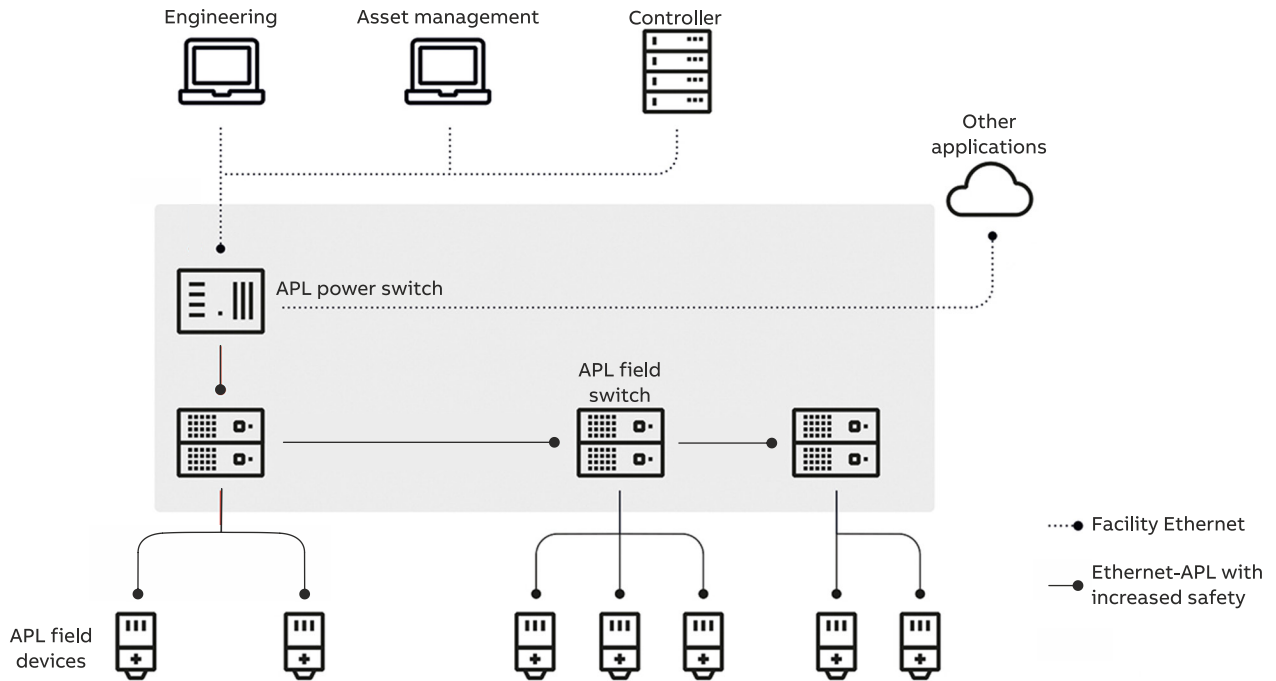 Engineering
Asset management
Controller
Other
applications
APL power switch
APL field
switch
Facility Ethernet
Ethernet-APL with
increased safety
APL field
devices